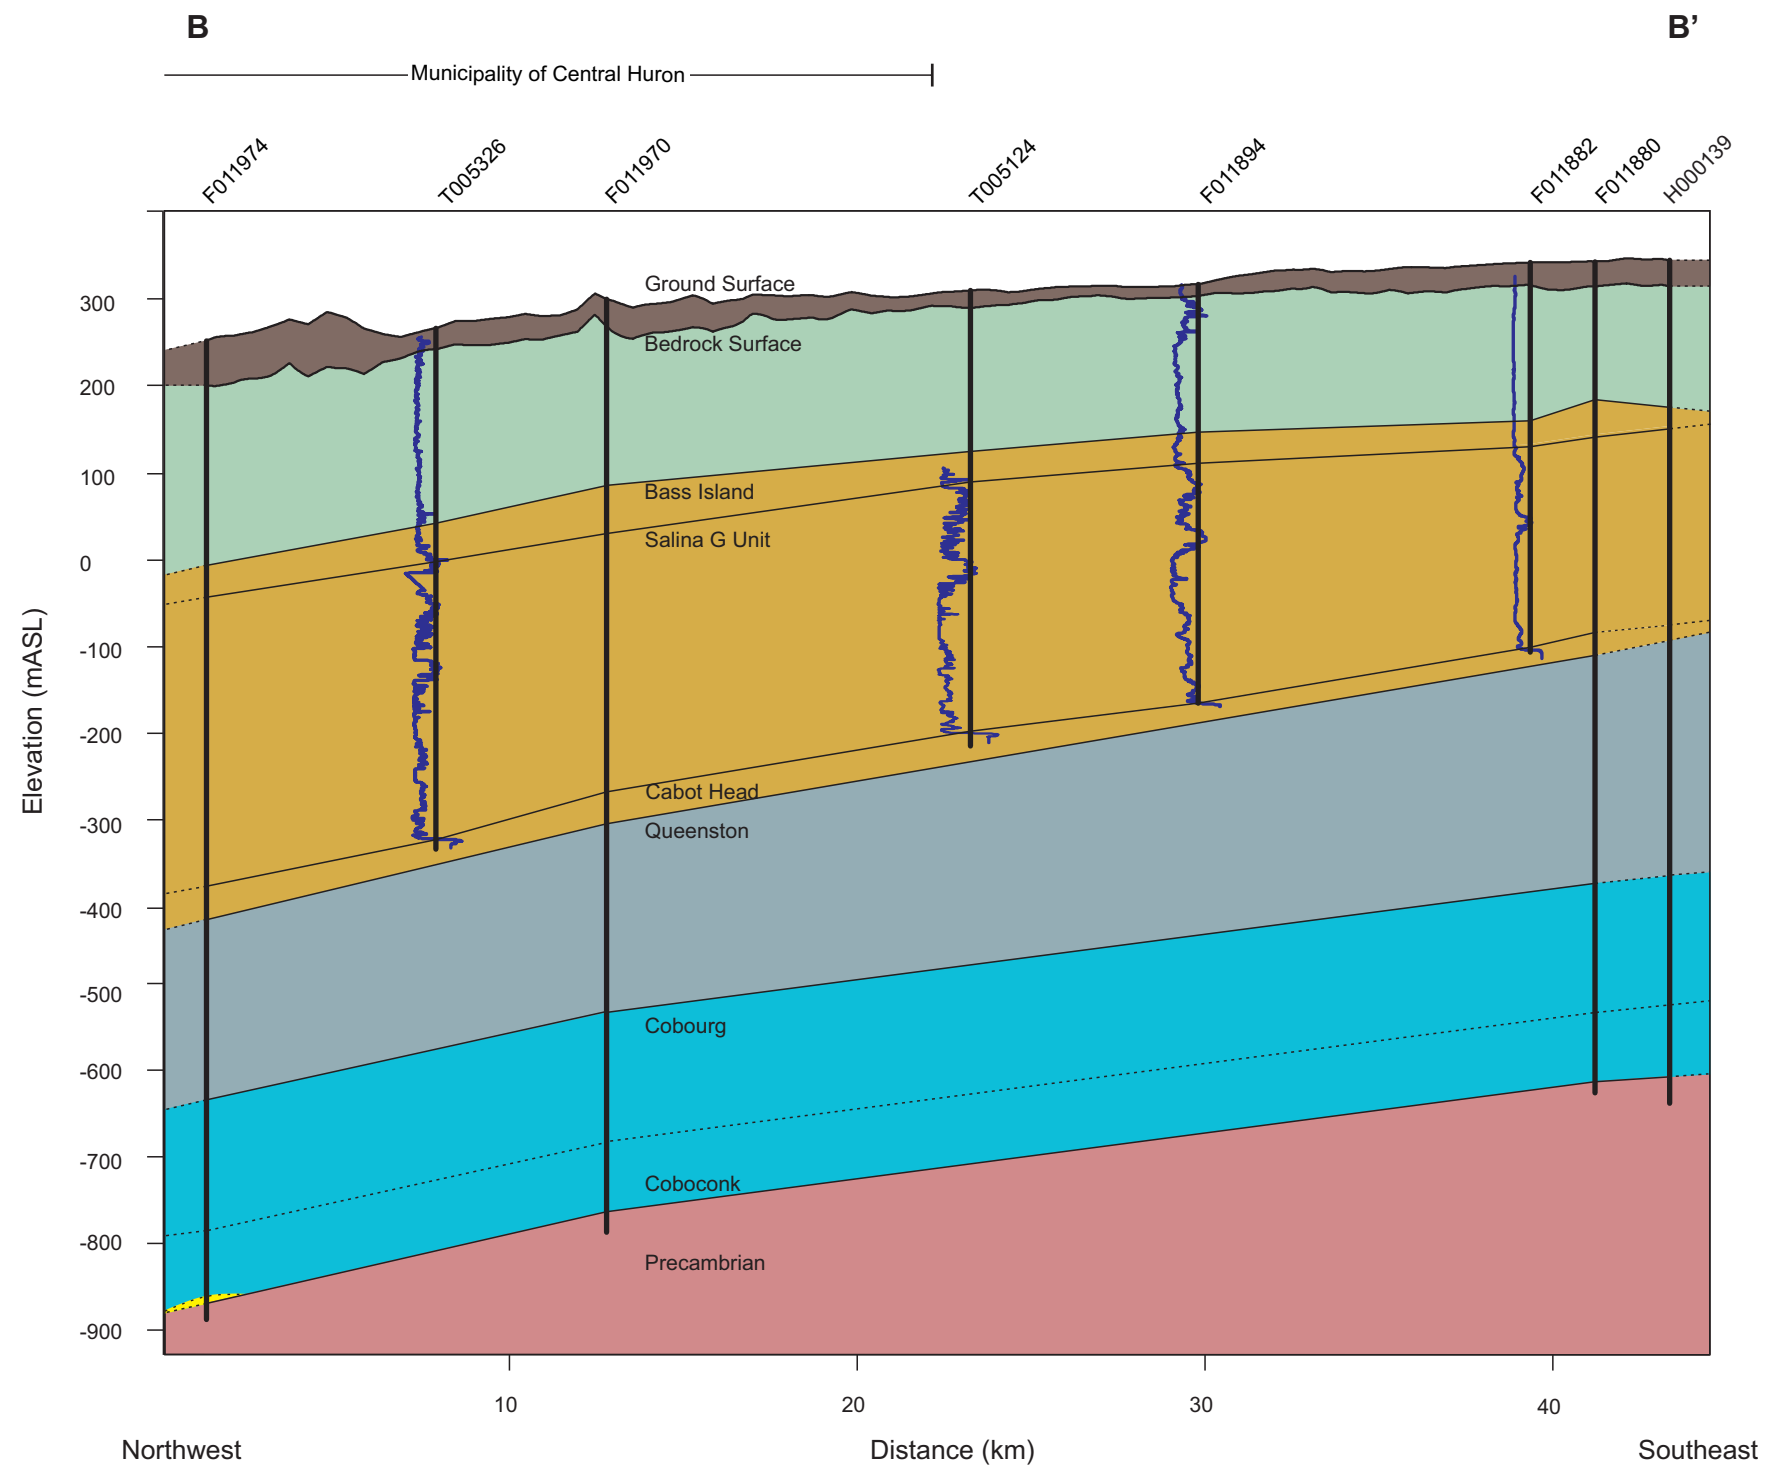 B
B’
Municipality of Central Huron
F011974
T005326
F011970
T005124
F011894
F011882
F011880
H000139
Ground Surface
300
Bedrock Surface
200
100
Bass Island
Salina G Unit
0
Elevation (mASL)
-100
-200
Cabot Head
-300
Queenston
-400
-500
Cobourg
-600
-700
Coboconk
-800
Precambrian
-900
10
20
30
40
Northwest
Distance (km)
Southeast